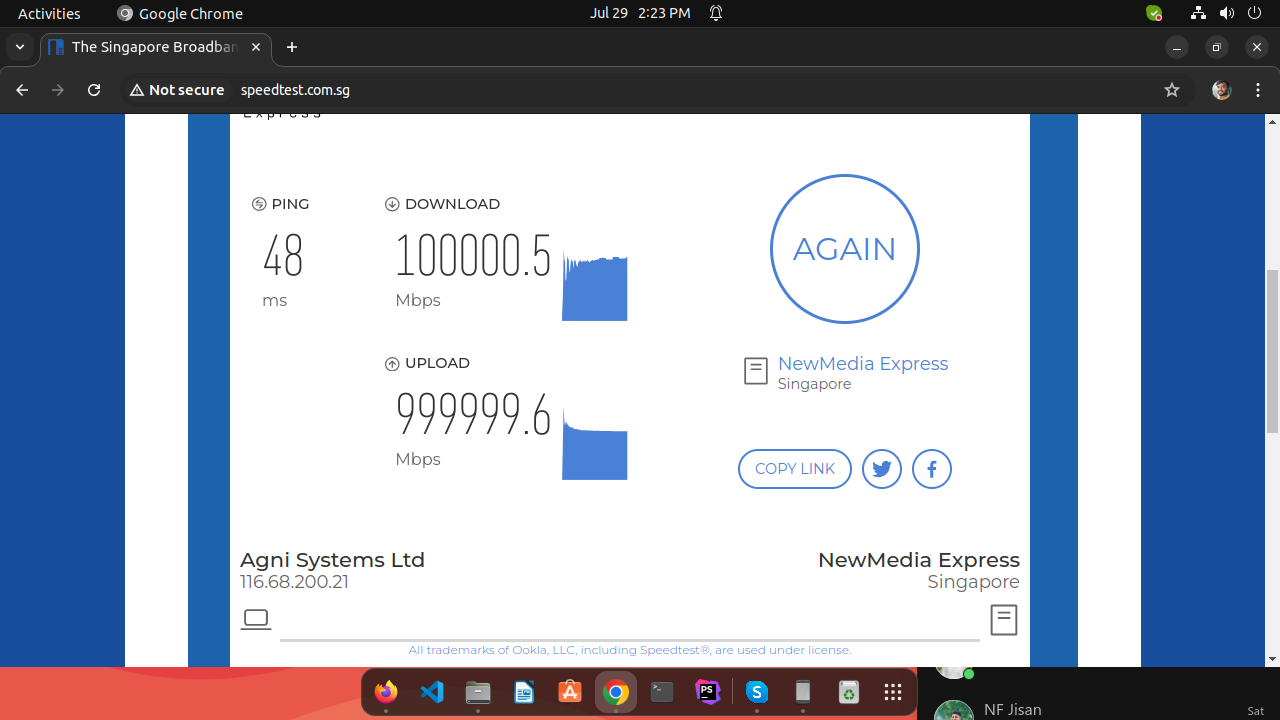 Activities
Google Chrome
Jul 29 2:23 PM
The Singapore Broadban
Not secure
speedtest.com.sg
Express
PING
DOWNLOAD
48
100000.5
ms
Mbps
AGAIN
UPLOAD
999999.6
Mbps
NewMedia Express
Singapore
COPY LINK
Agni Systems Ltd
116.68.200.21
NewMedia Express
Singapore
All trademarks of Ookla, LLC, including Speedtest®, are used under license.
PS
NF Jisan
Sat